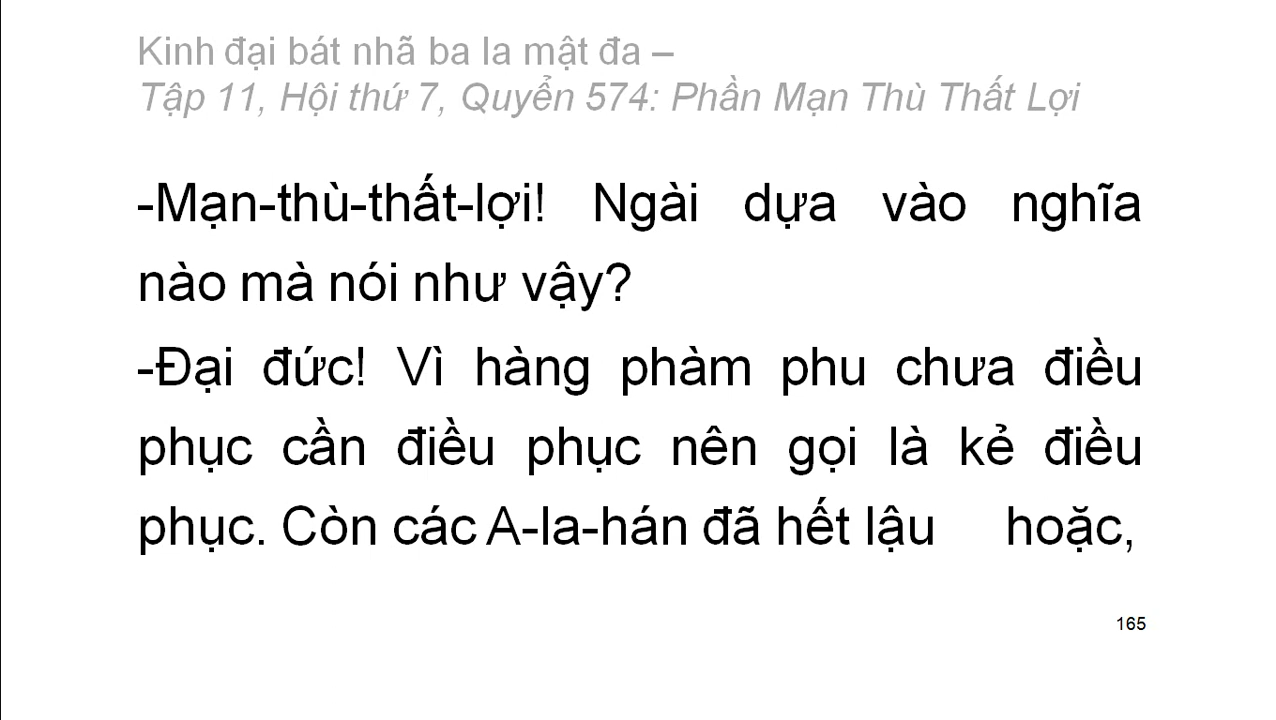 Kinh đại bát nhã ba la mật đa –
Tập 11, Hội thứ 7, Quyển 574: Phần Mạn Thù Thất Lợi
-Mạn-thù-thất-lợi! Ngài dựa vào nghĩa
nào mà nói như vậy?
-Đại đức! Vì hàng phàm phu chưa điều
phục cần điều phục nên gọi là kẻ điều
phục. Còn các A-la-hán đã hết lậu hoặc,
165